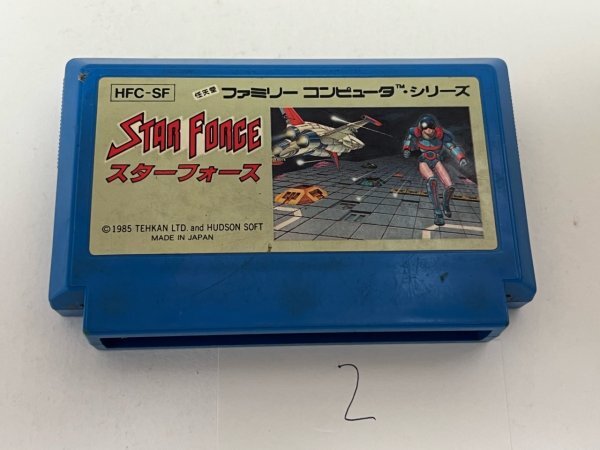 HFC-SF
任天堂 ファミリー コンピュータ™・シリーズ
STAR FORCE
スターフォース
©1985 TEHKAN LTD. and HUDSON SOFT
MADE IN JAPAN
2